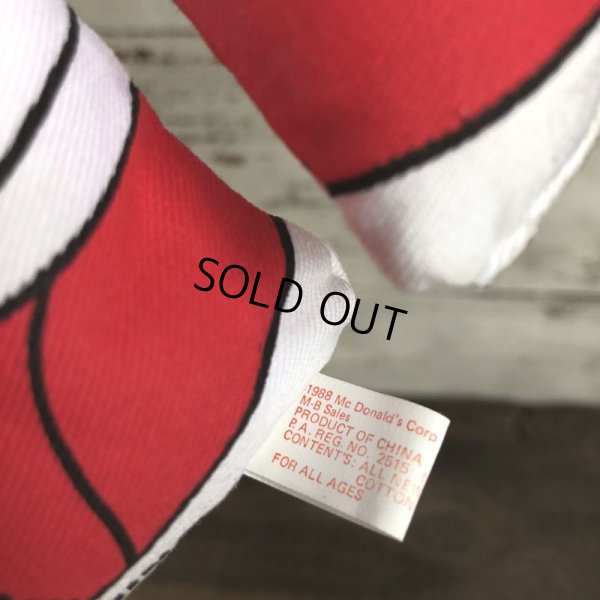 SOLD OUT
1988 Mc Donald's Corp
M-B Sales
PRODUCT OF CHINA
P.A. REG. NO. 2515
CONTENT'S: ALL NEW
COTTON
FOR ALL AGES